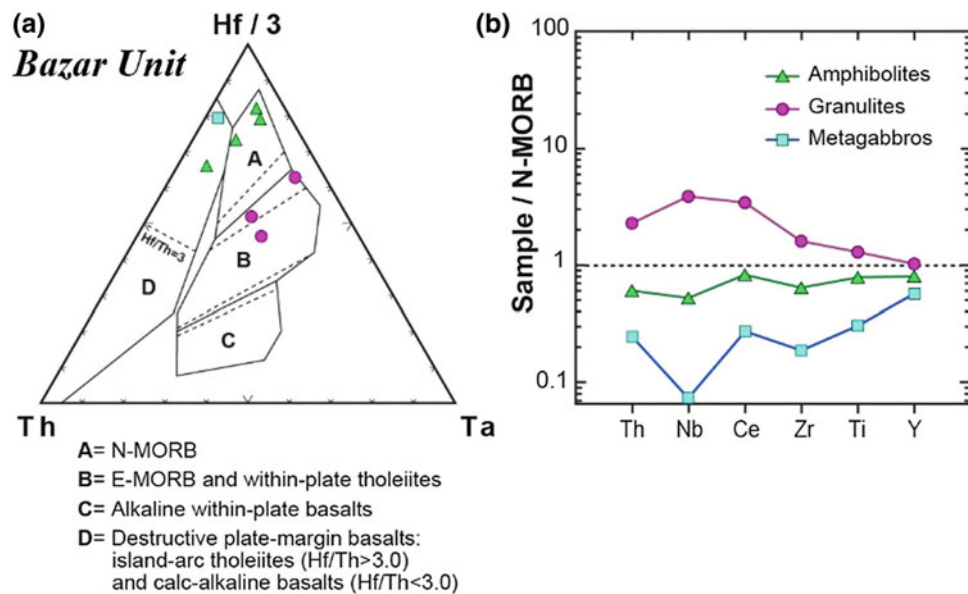 (a)
Hf / 3
Bazar Unit
A
Hf/Th=3
B
D
C
Th
Ta
A= N-MORB
B= E-MORB and within-plate tholeiites
C= Alkaline within-plate basalts
D= Destructive plate-margin basalts:
island-arc tholeiites (Hf/Th>3.0)
and calc-alkaline basalts (Hf/Th<3.0)
(b)
100
Amphibolites
Granulites
Metagabbros
10
1
0.1
Sample / N-MORB
Th Nb Ce Zr Ti Y